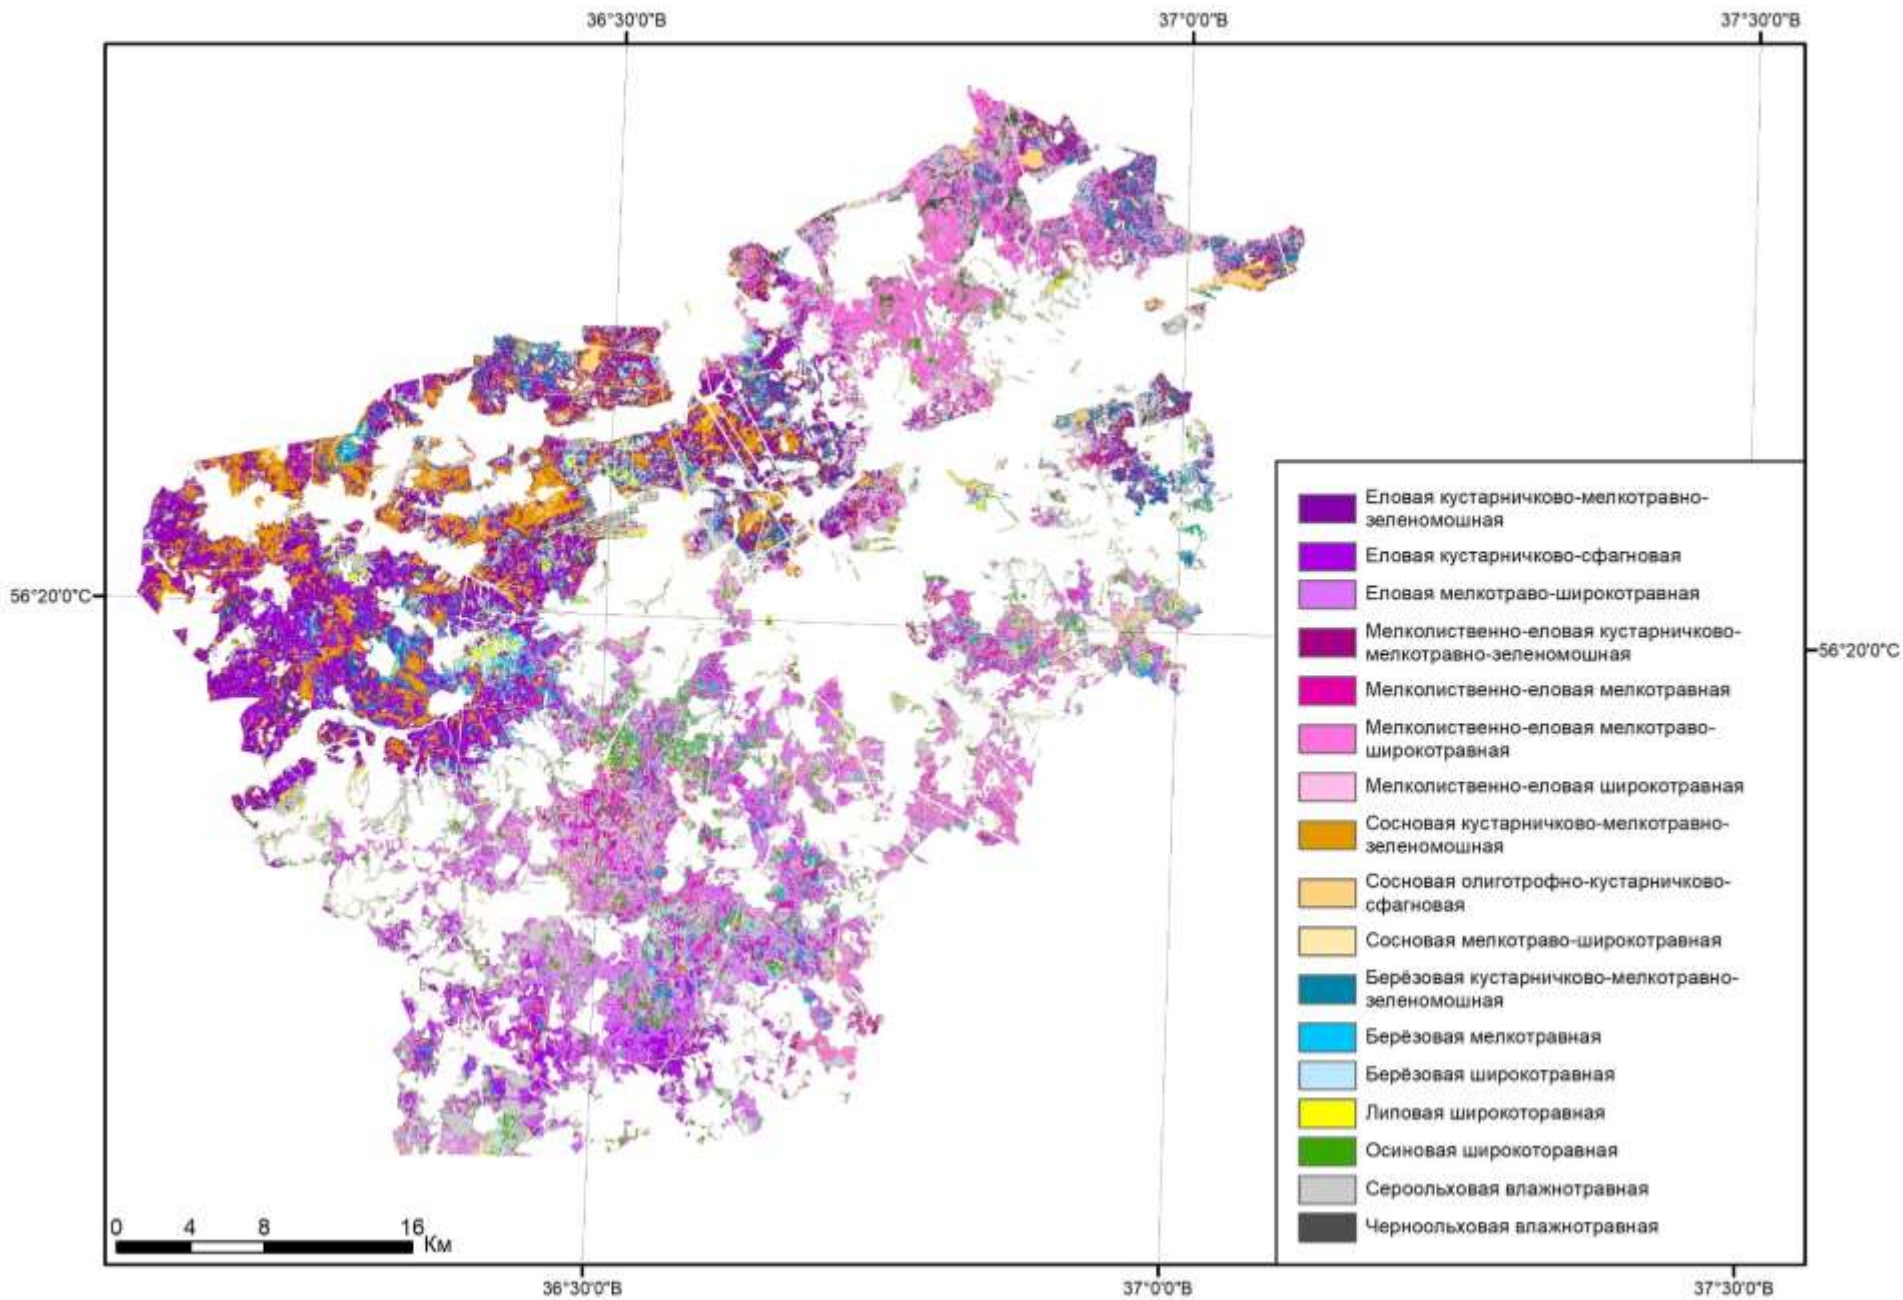 36°30'0"В
37°0'0"В
37°30'0"В
56°20'0"С
Еловая кустарничково-мелкотравно-
зеленомошная
Еловая кустарничково-сфагновая
Еловая мелкотраво-широкотравная
Мелколиственно-еловая кустарничково-
мелкотравно-зеленомошная
Мелколиственно-еловая мелкотравная
Мелколиственно-еловая мелкотраво-
широкотравная
Мелколиственно-еловая широкотравная
Сосновая кустарничково-мелкотравно-
зеленомошная
Сосновая олиготрофно-кустарничково-
сфагновая
Сосновая мелкотраво-широкотравная
Берёзовая кустарничково-мелкотравно-
зеленомошная
Берёзовая мелкотравная
Берёзовая широкотравная
Липовая широкоторавная
Осиновая широкоторавная
Сероольховая влажнотравная
Черноольховая влажнотравная
56°20'0"С
0 4 8 16
Км
36°30'0"В
37°0'0"В
37°30'0"В